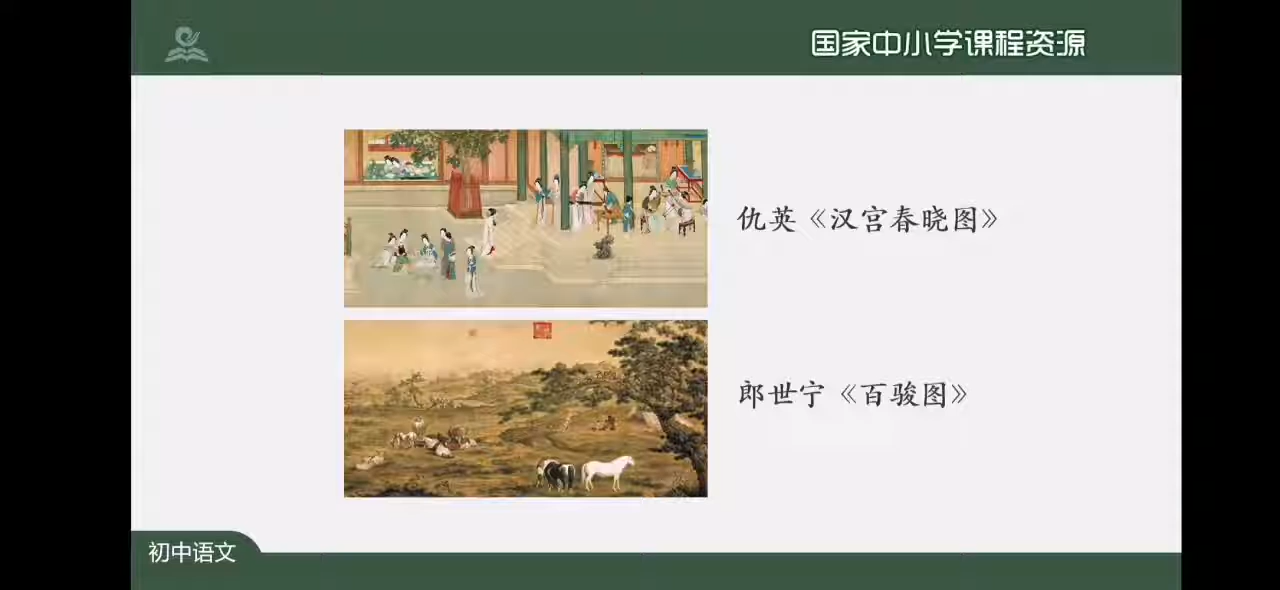 国家中小学课程资源
仇英《汉宫春晓图》
郎世宁《百骏图》
初中语文